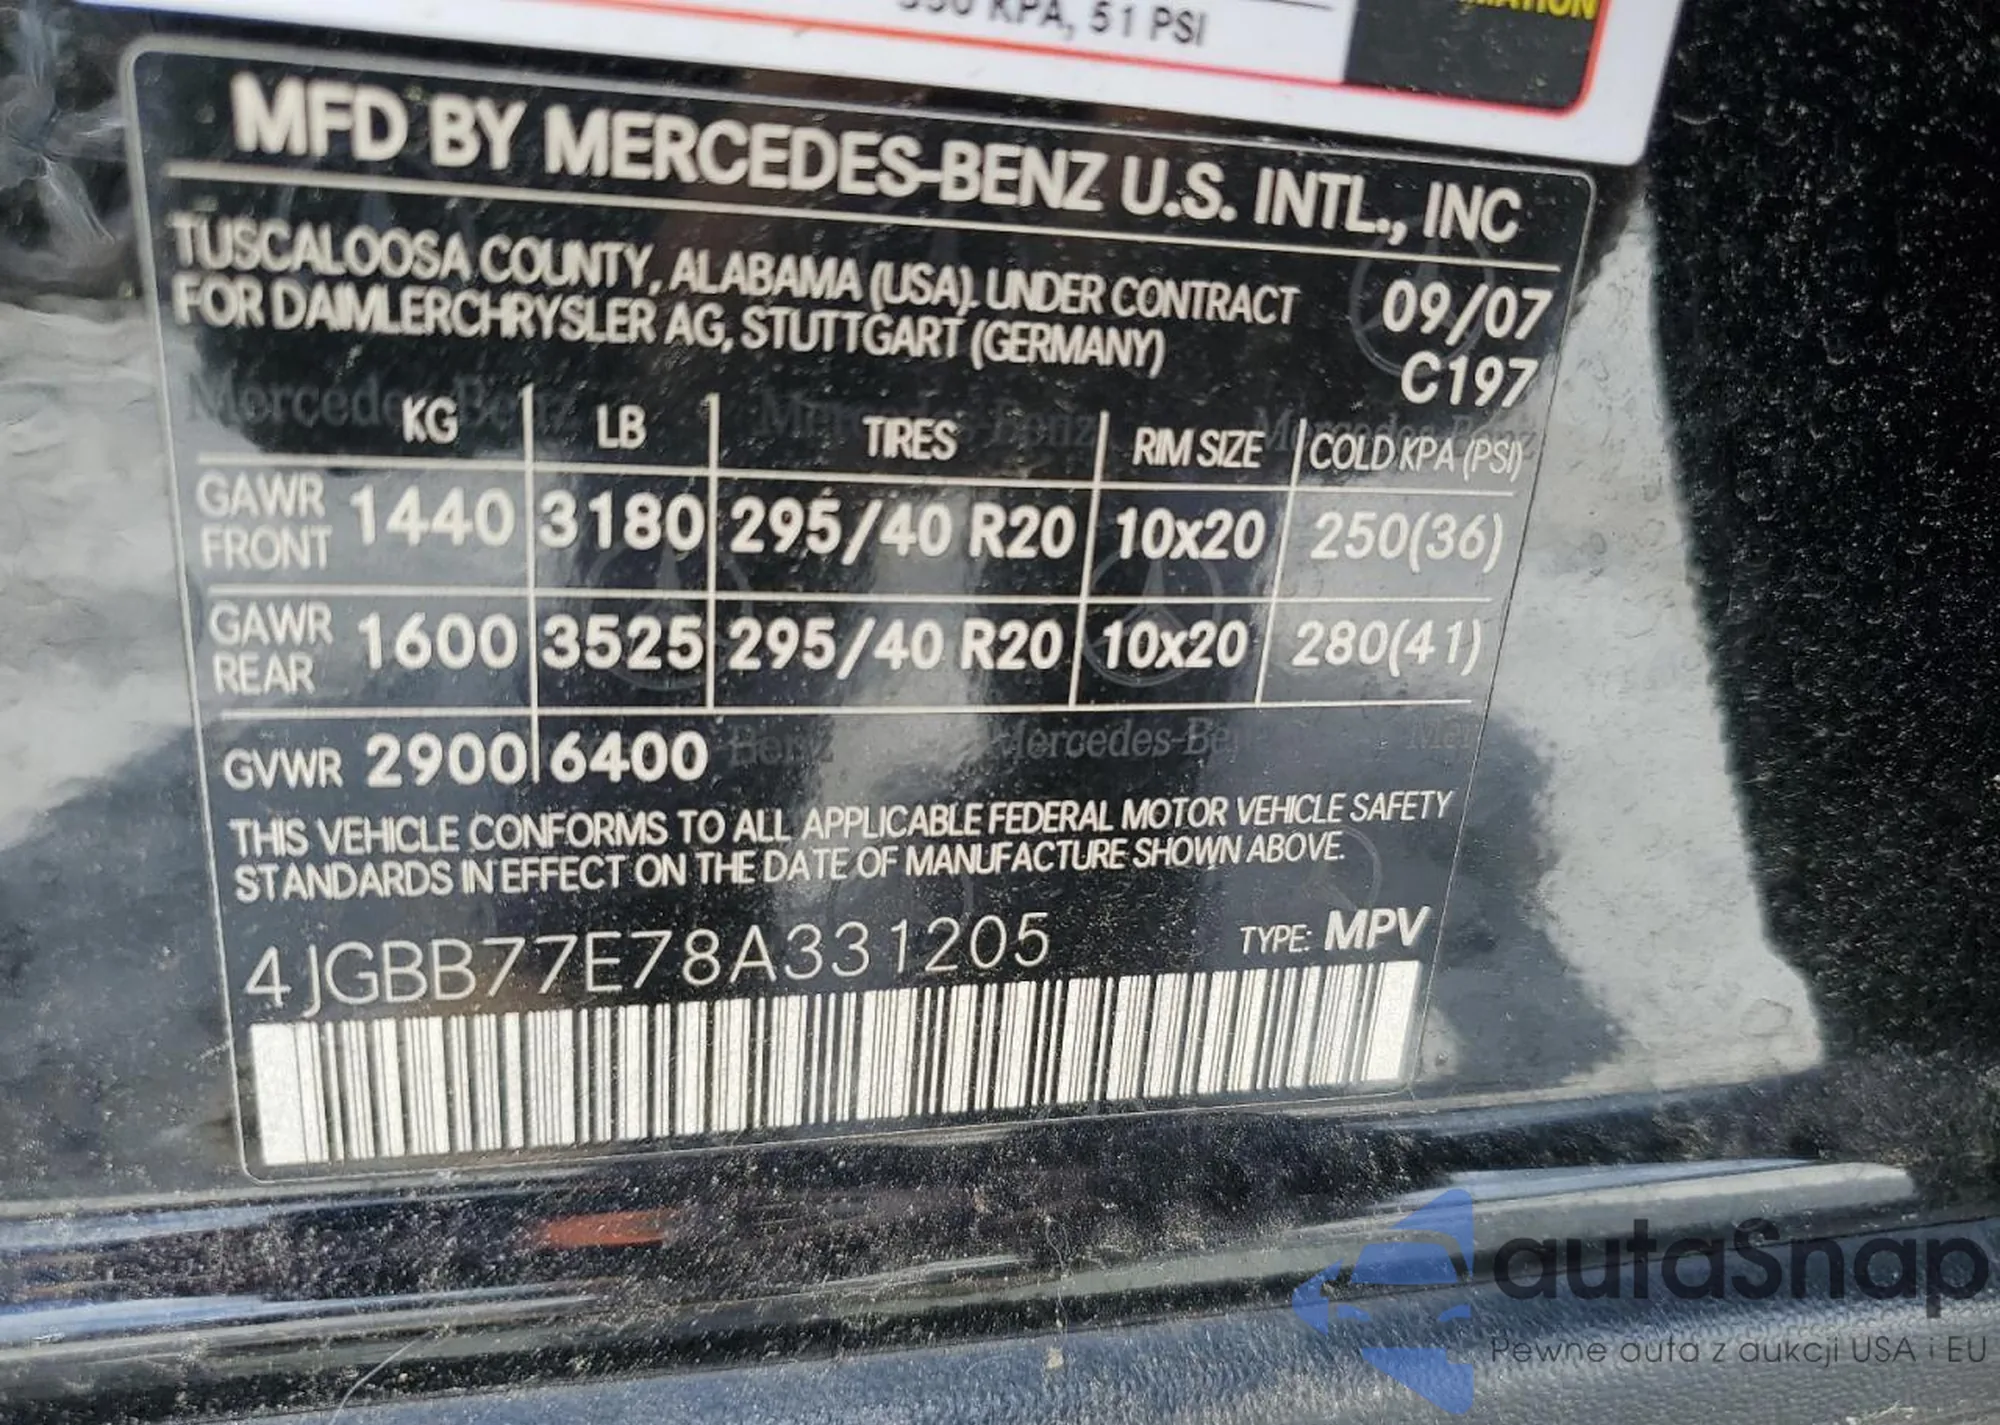 KPA, 51 PSI
MFD BY MERCEDES-BENZ U.S. INTL., INC
TUSCALOOSA COUNTY, ALABAMA (USA). UNDER CONTRACT
FOR DAIMLERCHRYSLER AG, STUTTGART (GERMANY)
09/07
C197
KG LB TIRES RIM SIZE COLD KPA (PSI)
GAWR FRONT 1440 3180 295/40 R20 10x20 250(36)
GAWR REAR 1600 3525 295/40 R20 10x20 280(41)
GVWR 2900 6400
THIS VEHICLE CONFORMS TO ALL APPLICABLE FEDERAL MOTOR VEHICLE SAFETY
STANDARDS IN EFFECT ON THE DATE OF MANUFACTURE SHOWN ABOVE.
4JGBB77E78A331205 TYPE: MPV
autaSnap
Pewne auta z aukcji USA i EU